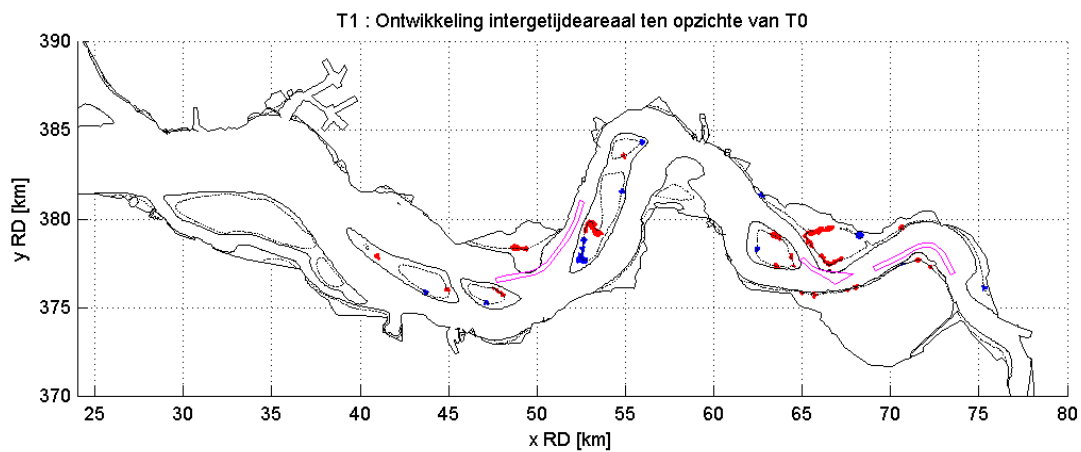 T1 : Ontwikkeling intergetijdeareaal ten opzichte van T0
390
385
380
375
370
y RD [km]
24 25 30 35 40 45 50 55 60 65 70 75 80
x RD [km]